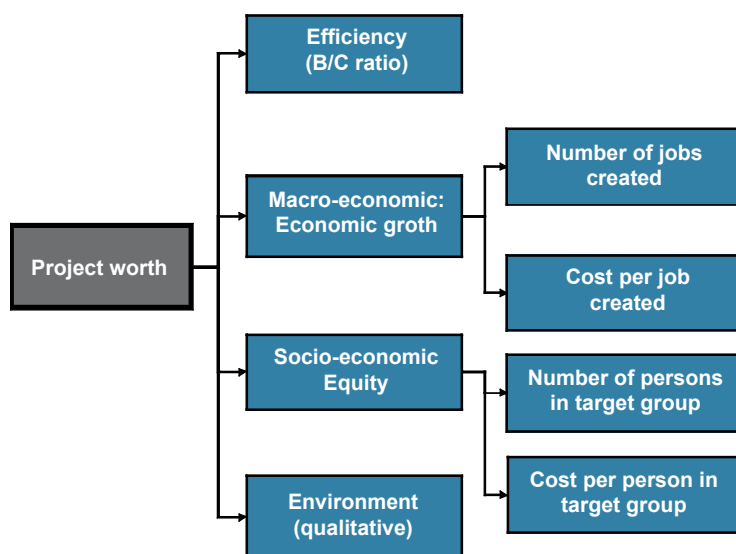 Efficiency
(B/C ratio)
Macro-economic:
Economic groth
Number of jobs
created
Cost per job
created
Project worth
Socio-economic
Equity
Number of persons
in target group
Cost per person in
target group
Environment
(qualitative)